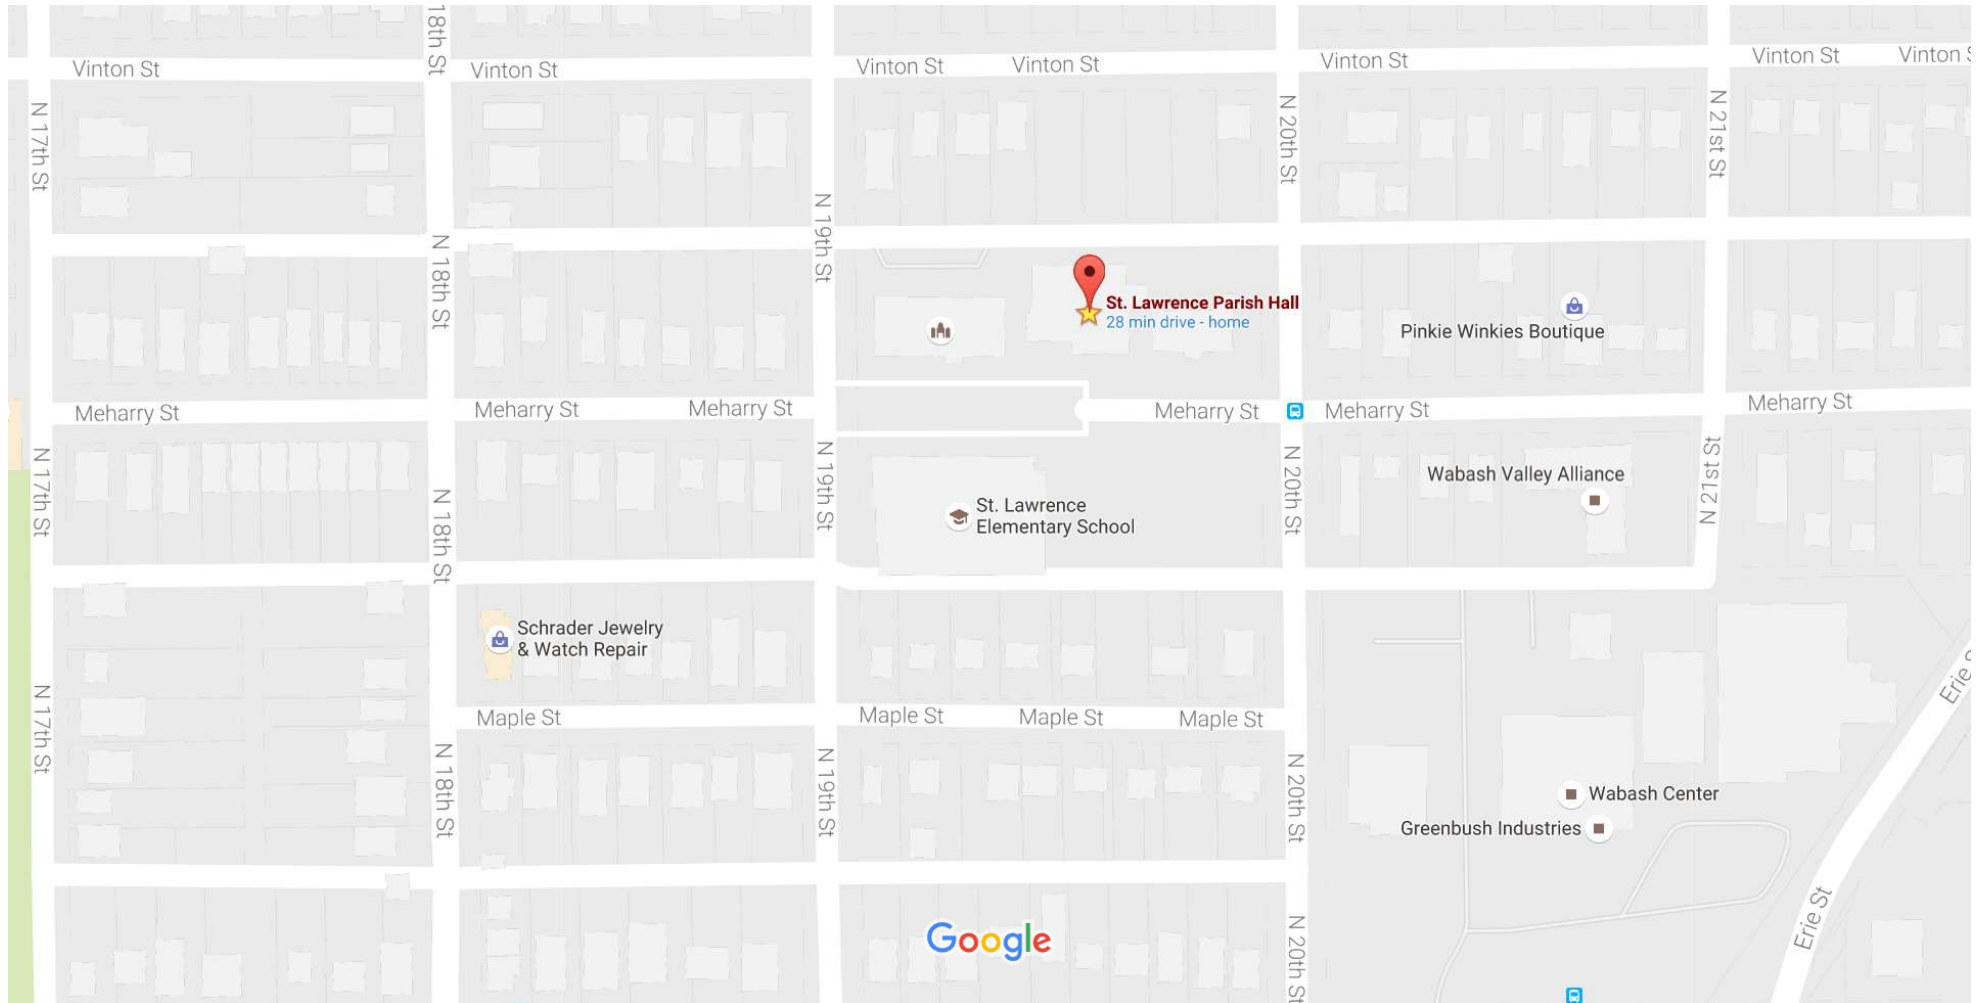 18th St
Vinton St
Vinton St
Vinton St
Vinton St
Vinton St
Vinton St
Vinton S
N 17th St
N 20th St
N 21st St
N 19th St
N 18th St
St. Lawrence Parish Hall
28 min drive - home
Pinkie Winkies Boutique
Meharry St
Meharry St
Meharry St
Meharry St
Meharry St
Meharry St
N 17th St
N 18th St
N 19th St
N 20th St
N 21st St
Wabash Valley Alliance
St. Lawrence
Elementary School
Schrader Jewelry
& Watch Repair
Erie S
N 17th St
Maple St
Maple St
Maple St
Maple St
N 18th St
N 19th St
N 20th St
Wabash Center
Greenbush Industries
Erie St
Google
N 20th St